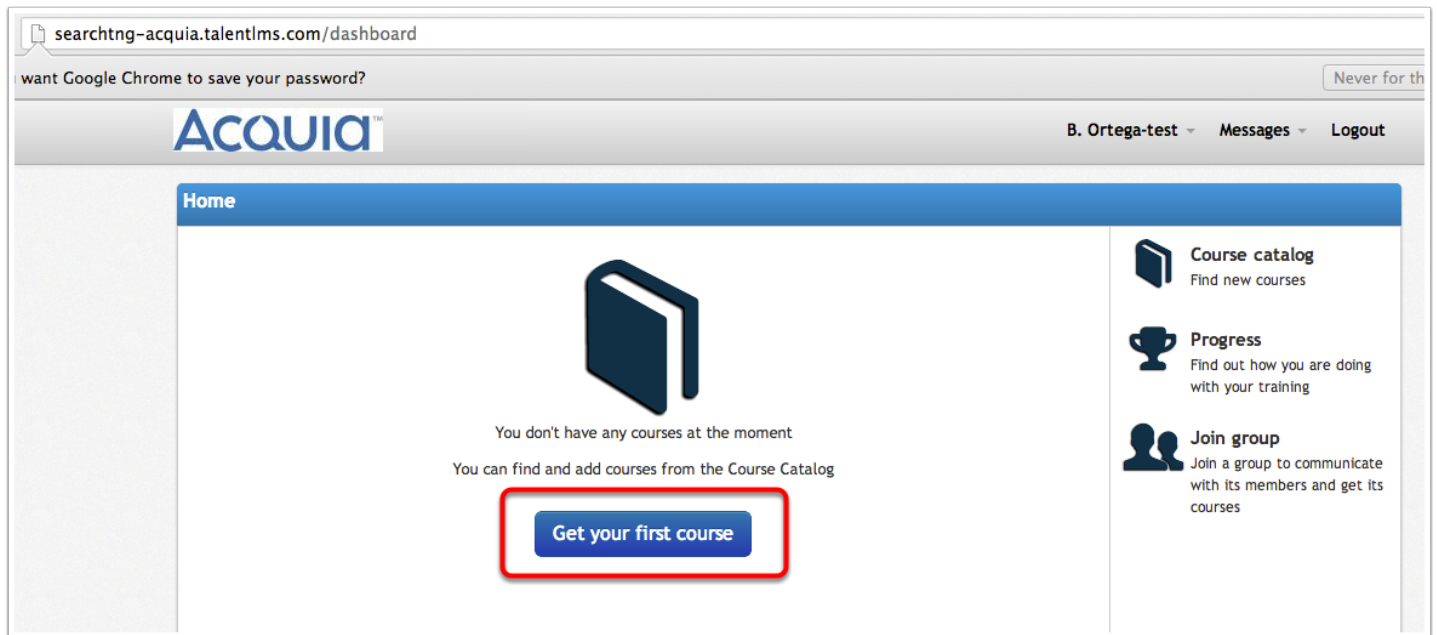 searchtng-acquia.talentlms.com/dashboard
want Google Chrome to save your password?
Never for th
ACQUIA™
B. Ortega-test
Messages
Logout
Home
You don't have any courses at the moment
You can find and add courses from the Course Catalog
Get your first course
Course catalog
Find new courses
Progress
Find out how you are doing
with your training
Join group
Join a group to communicate
with its members and get its
courses